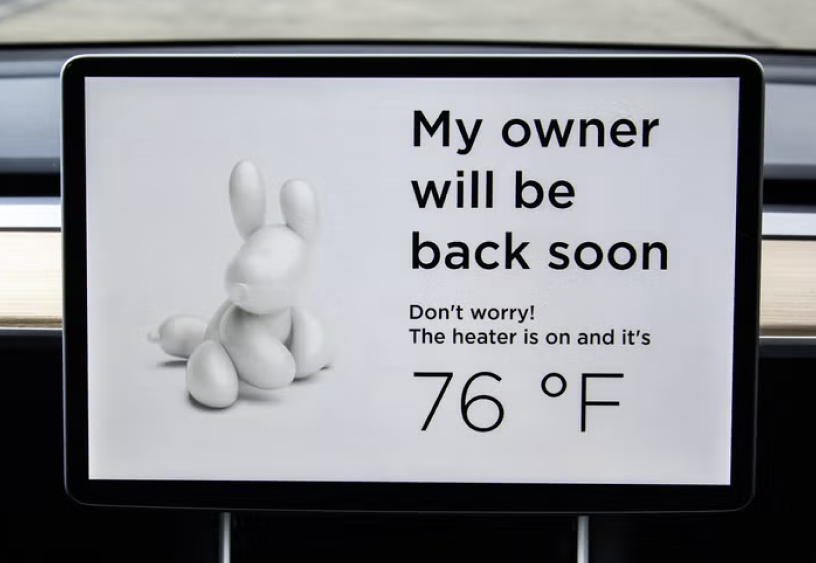 My owner
will be
back soon
Don't worry!
The heater is on and it's
76 °F